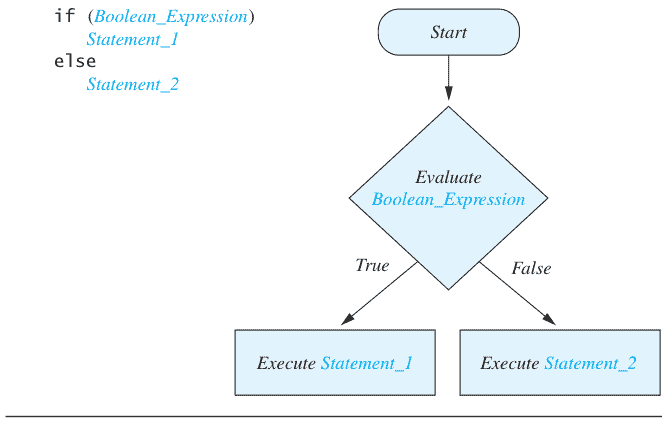 if (Boolean_Expression)
Statement_1
else
Statement_2
Start
Evaluate
Boolean_Expression
True
False
Execute Statement_1
Execute Statement_2